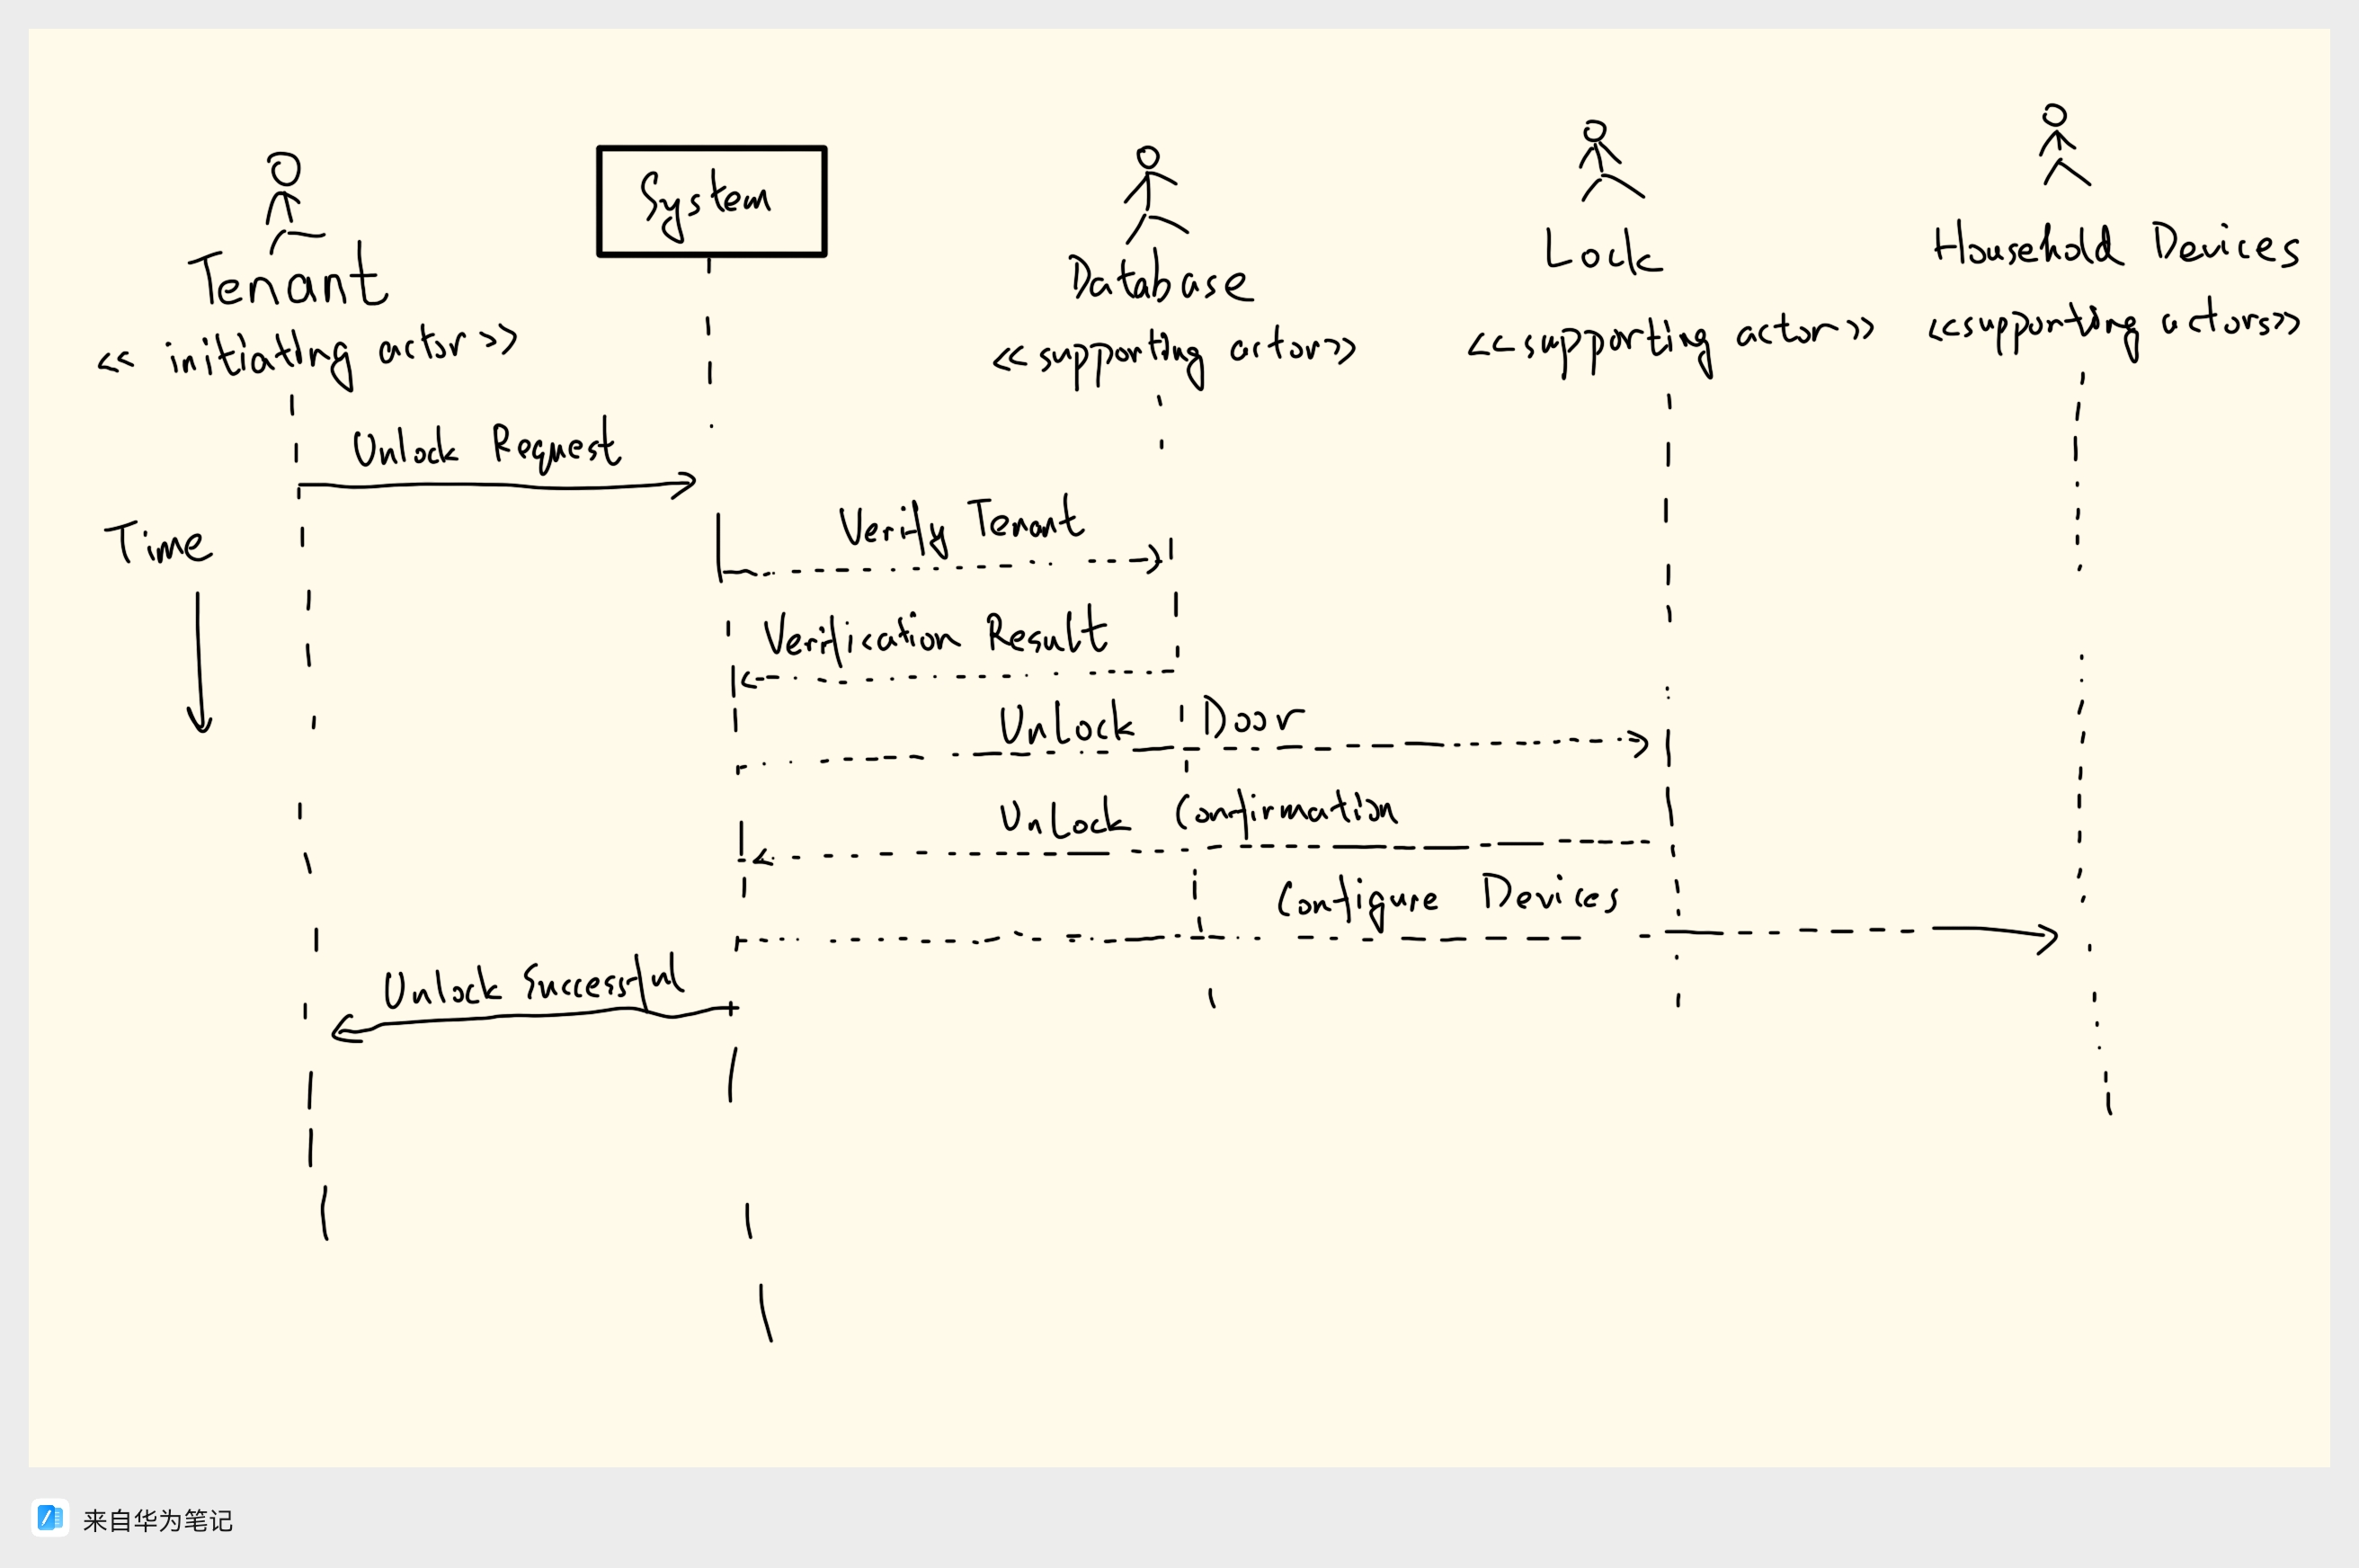 Tenant
<< initiating actor >>
System
Database
<< supporting actor >>
Lock
<< supporting actor >>
Household Devices
<<supporting actors>>
Unlock Request
Time
Verify Tenant
Verification Result
Unlock Door
Unlock Confirmation
Configure Devices
Unlock Successful
来自华为笔记